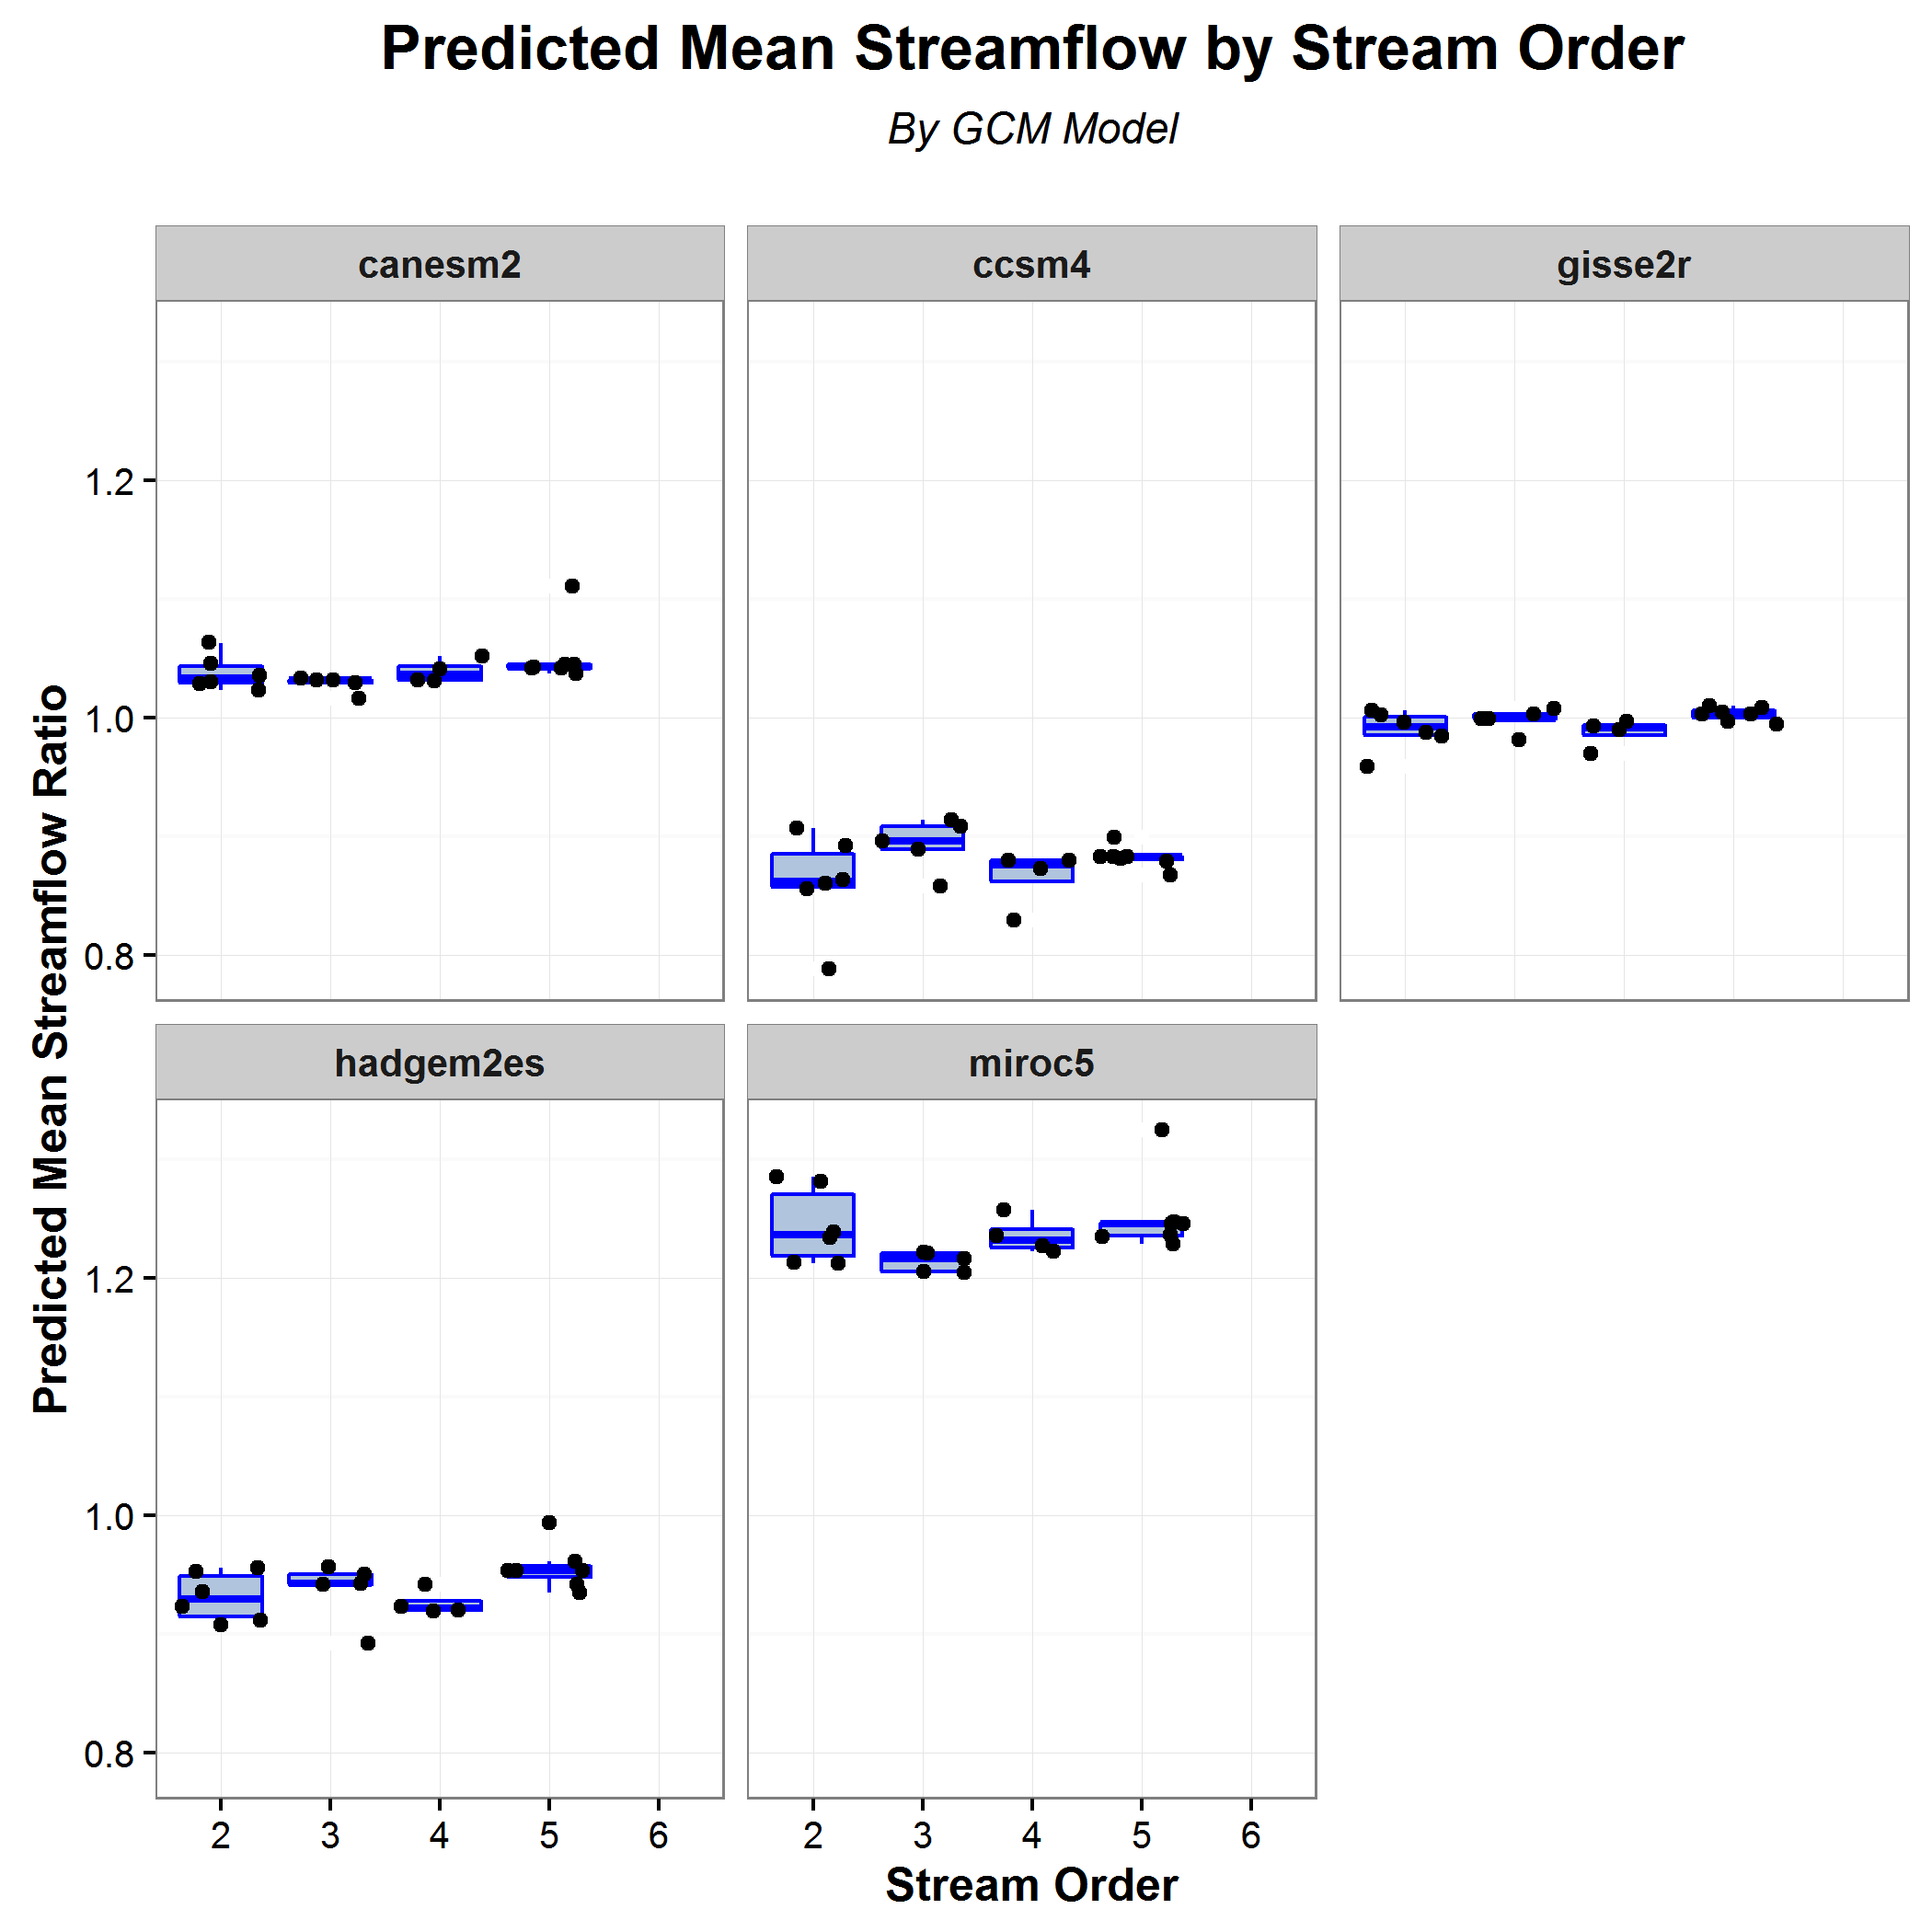 Predicted Mean Streamflow by Stream Order
By GCM Model
canesm2
ccsm4
gisse2r
1.2
1.0
0.8
Predicted Mean Streamflow Ratio
hadgem2es
miroc5
1.2
1.0
0.8
2 3 4 5 6
2 3 4 5 6
Stream Order